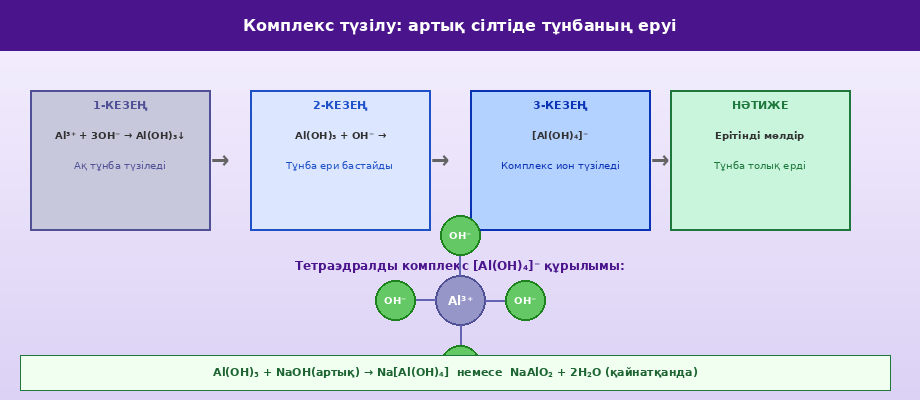 Комплекс түзілу: артық сілтіде тұнбаның еруі
1-КЕЗЕҢ
Al³⁺ + 3OH⁻ → Al(OH)₃↓
Ақ тұнба түзіледі
→
2-КЕЗЕҢ
Al(OH)₃ + OH⁻ →
Тұнба ери бастайды
→
3-КЕЗЕҢ
[Al(OH)₄]⁻
Комплекс ион түзіледі
→
НӘТИЖЕ
Ерітінді мөлдір
Тұнба толық ерді
OH⁻
Тетраэдралды комплекс [Al(OH)₄]⁻ құрылымы:
OH⁻
Al³⁺
OH⁻
Al(OH)₃ + NaOH(артық) → Na[Al(OH)₄] немесе NaAlO₂ + 2H₂O (қайнатқанда)